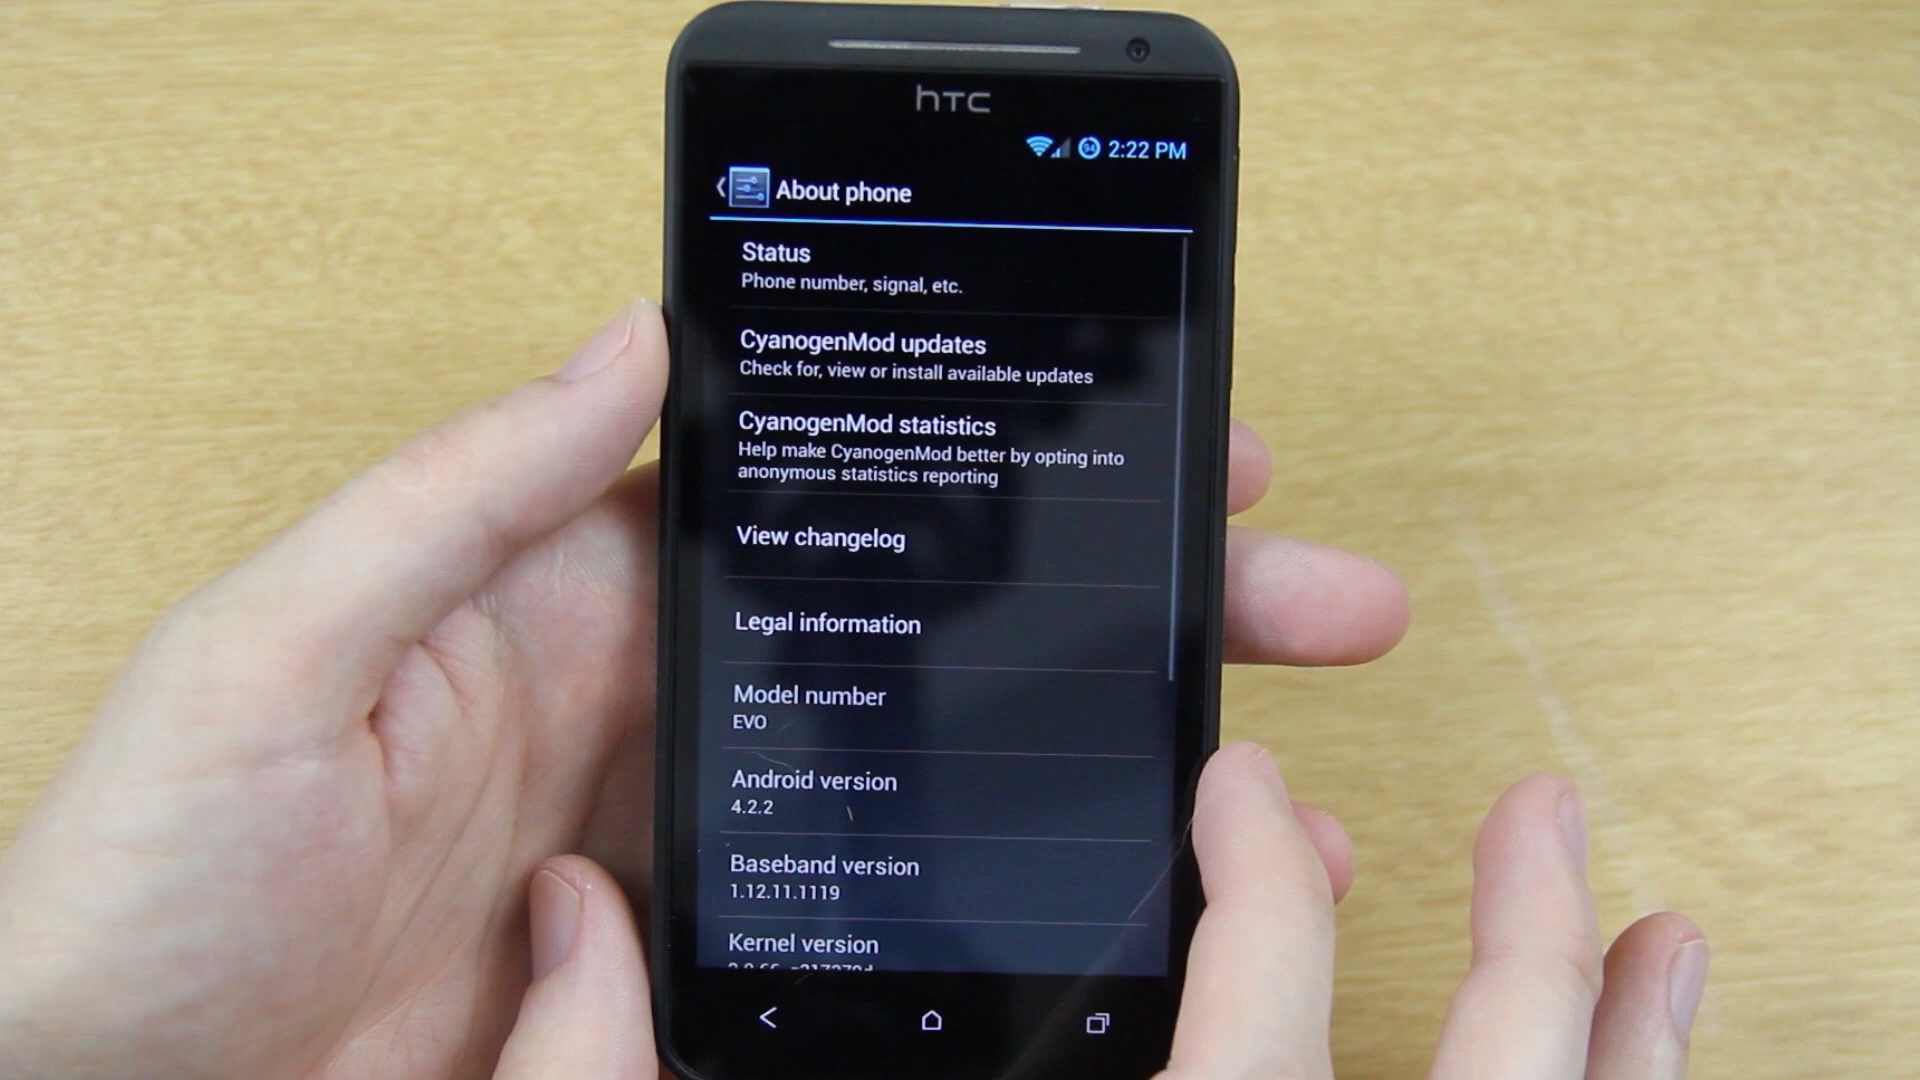 hTC
94 2:22 PM
About phone
Status
Phone number, signal, etc.
CyanogenMod updates
Check for, view or install available updates
CyanogenMod statistics
Help make CyanogenMod better by opting into
anonymous statistics reporting
View changelog
Legal information
Model number
EVO
Android version
4.2.2
Baseband version
1.12.11.1119
Kernel version